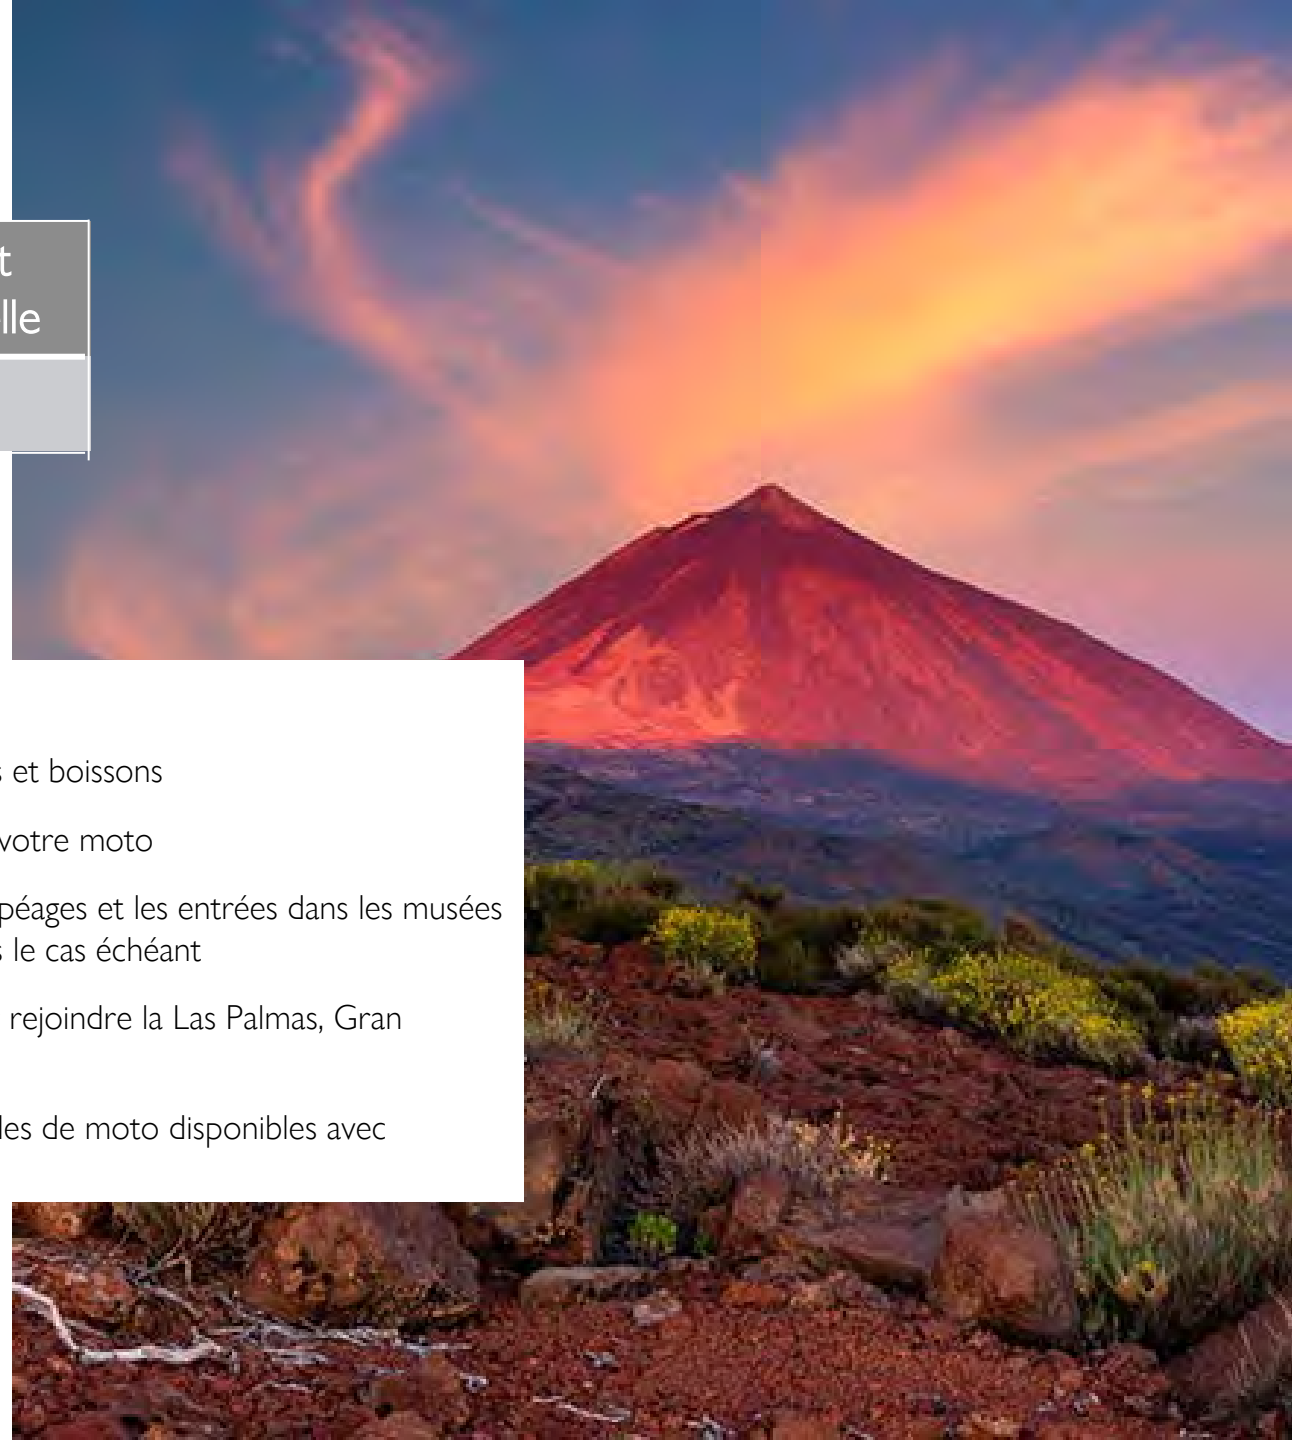 t
lle
s et boissons
votre moto
péages et les entrées dans les musées
s le cas échéant
rejoindre la Las Palmas, Gran
les de moto disponibles avec